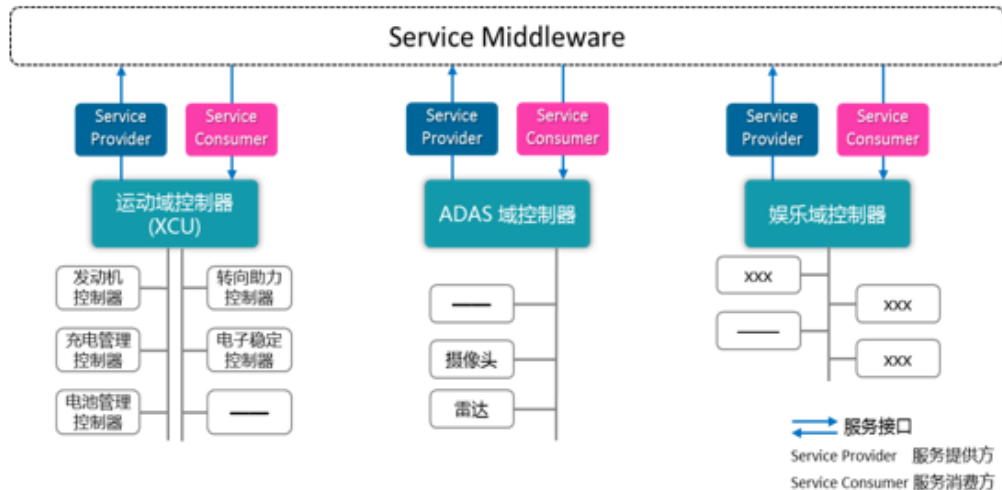 Service Middleware
Service
Provider
Service
Consumer
Service
Provider
Service
Consumer
Service
Provider
Service
Consumer
运动域控制器
(XCU)
ADAS 域控制器
娱乐域控制器
发动机
控制器
转向助力
控制器
充电管理
控制器
电子稳定
控制器
电池管理
控制器
——
——
摄像头
雷达
xxx
xxx
——
xxx
服务接口
Service Provider 服务提供方
Service Consumer 服务消费方